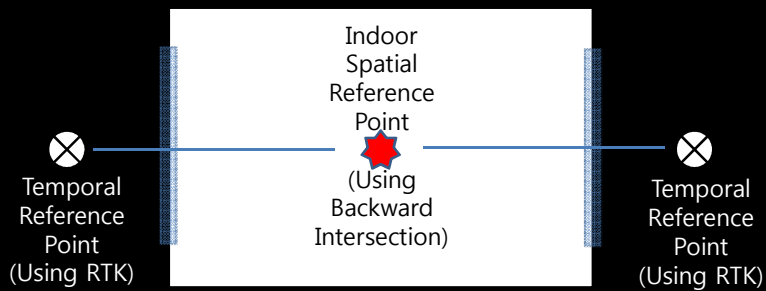 Indoor
Spatial
Reference
Point
(Using
Backward
Intersection)
Temporal
Reference
Point
(Using RTK)
Temporal
Reference
Point
(Using RTK)